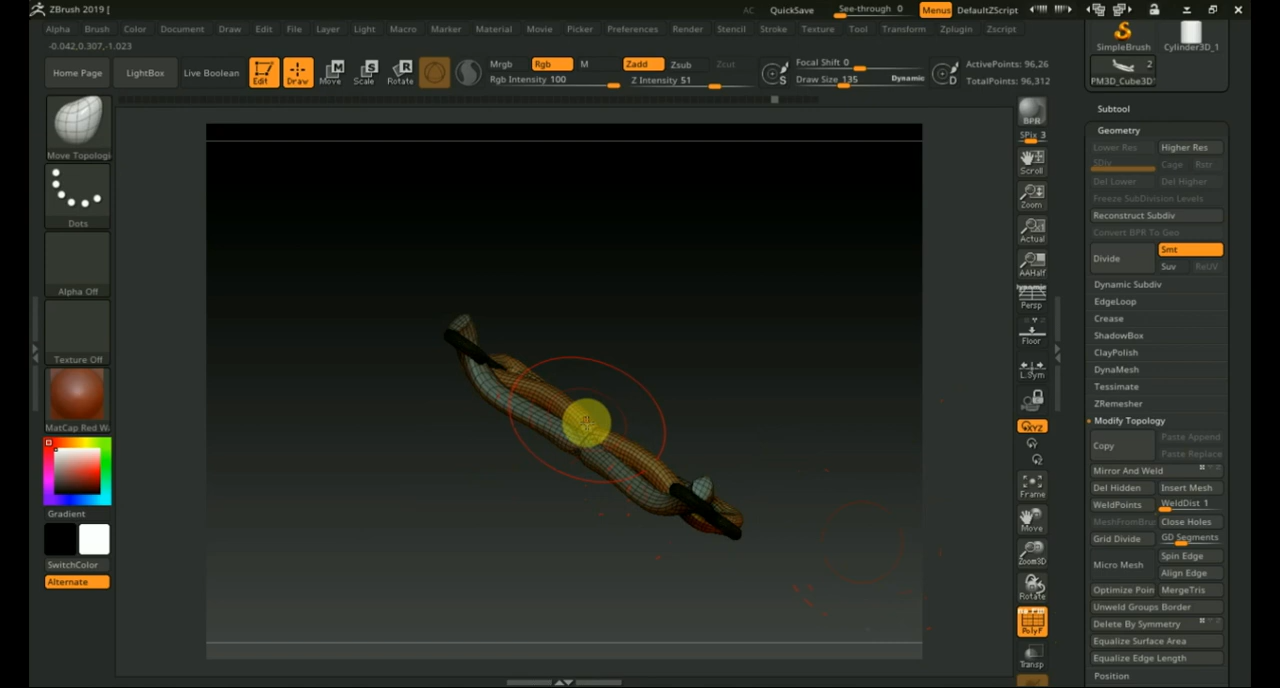 ZBrush 2019 [
AC QuickSave See-through 0 Menus DefaultZScript
Alpha Brush Color Document Draw Edit File Layer Light Macro Marker Material Movie Picker Preferences Render Stencil Stroke Texture Tool Transform Zplugin Zscript
-0.042,0.307,-1.023
SimpleBrush Cylinder3D_1
2
PM3D_Cube3D
Home Page LightBox Live Boolean Edit Draw Move Scale Rotate
Mrgb Rgb M Zadd Zsub Zcut
Rgb Intensity 100 Z Intensity 51
S Focal Shift 0
Draw Size 135 Dynamic
D ActivePoints: 96,26
TotalPoints: 96,312
Move Topologi
Dots
Alpha Off
Texture Off
MatCap Red W
Gradient
SwitchColor
Alternate
BPR
SPix 3
Scroll
Zoom
Actual
AAHalf
Dynamic
Persp
Floor
L.Sym
XYZ
Frame
Move
Zoom3D
Rotate
PolyF
Transp
Subtool
Geometry
Lower Res Higher Res
SDiv Cage Rstr
Del Lower Del Higher
Freeze SubDivision Levels
Reconstruct Subdiv
Convert BPR To Geo
Divide Smt
Suv ReUV
Dynamic Subdiv
EdgeLoop
Crease
ShadowBox
ClayPolish
DynaMesh
Tessimate
ZRemesher
Modify Topology
Copy Paste Append
Paste Replace
Mirror And Weld
Del Hidden Insert Mesh
WeldPoints WeldDist 1
MeshFromBru Close Holes
Grid Divide GD Segments
Micro Mesh Spin Edge
Align Edge
Optimize Poin MergeTris
Unweld Groups Border
Delete By Symmetry
Equalize Surface Area
Equalize Edge Length
Position